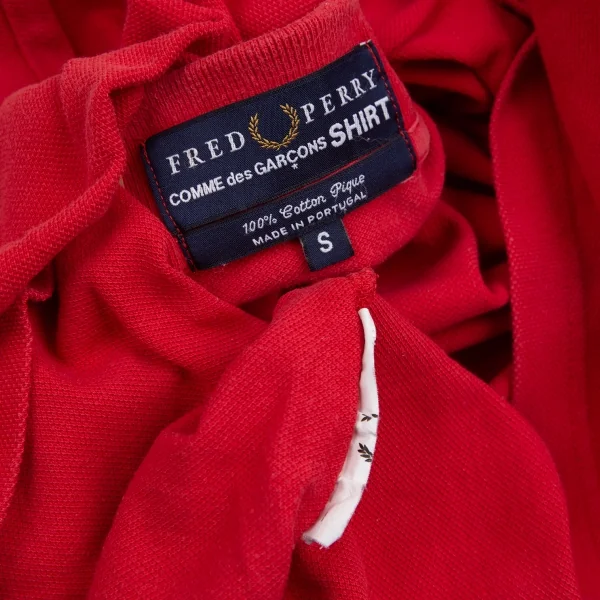 FRED PERRY
COMME des GARÇONS SHIRT
100% Cotton Pique
MADE IN PORTUGAL
S